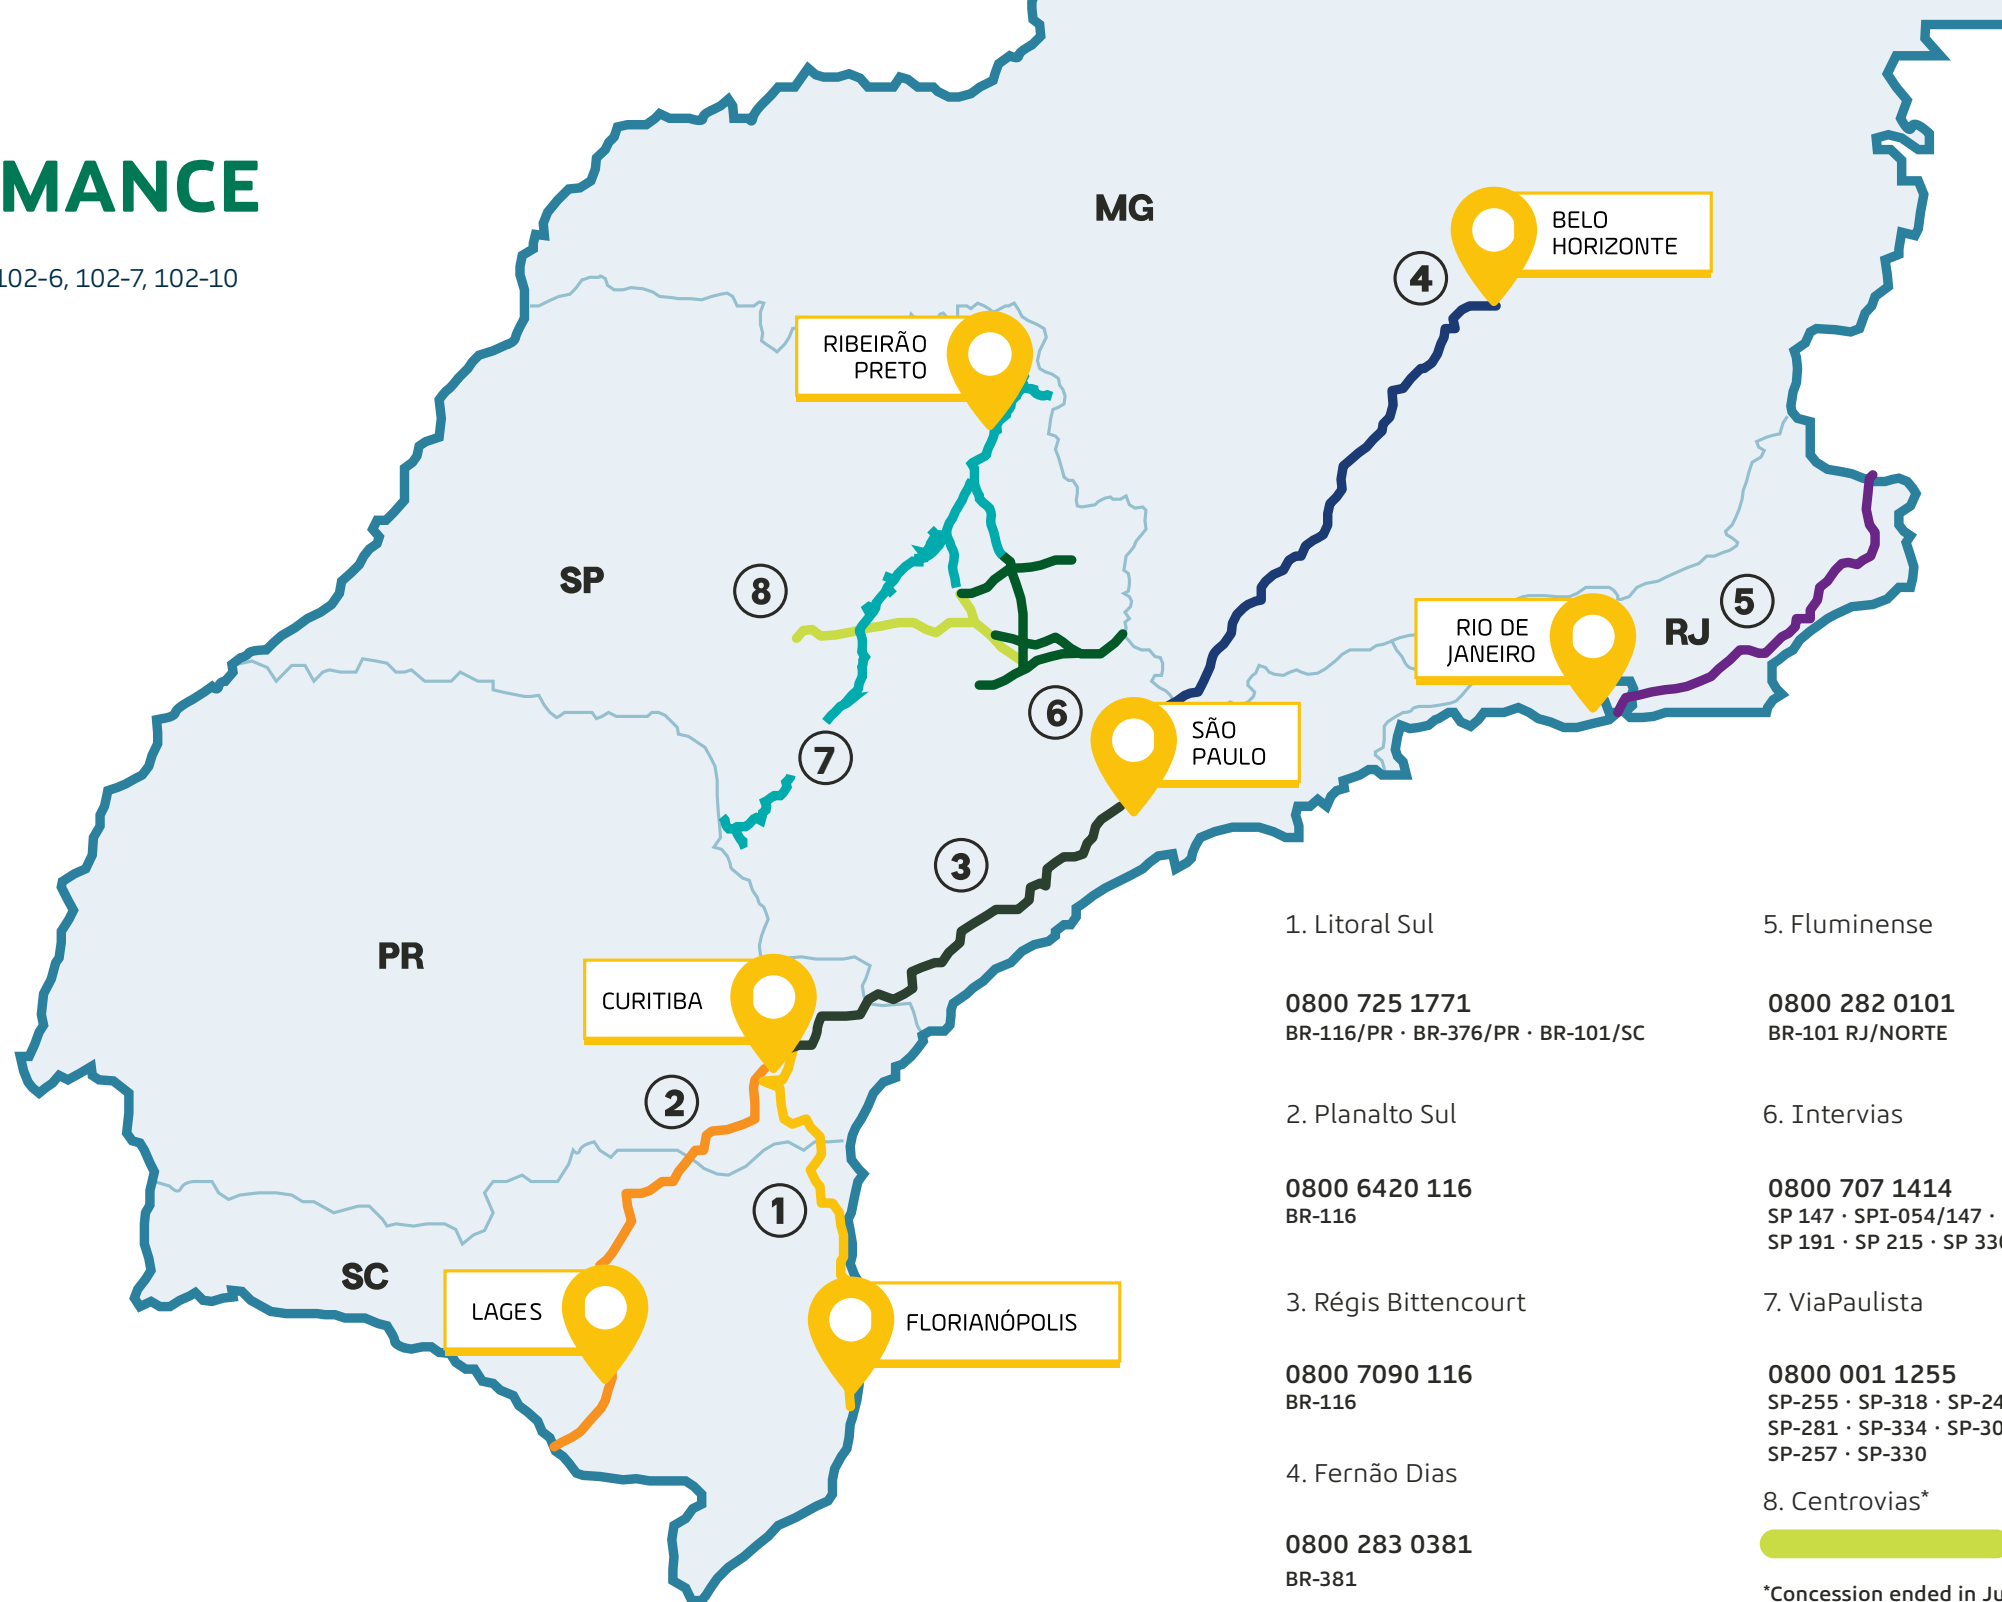 MANCE
102-6, 102-7, 102-10
MG
BELO
HORIZONTE
4
RIBEIRÃO
PRETO
SP
8
5
RJ
RIO DE
JANEIRO
6
SÃO
PAULO
7
3
PR
CURITIBA
2
1
SC
LAGES
FLORIANÓPOLIS
1. Litoral Sul
0800 725 1771
BR-116/PR · BR-376/PR · BR-101/SC
2. Planalto Sul
0800 6420 116
BR-116
3. Régis Bittencourt
0800 7090 116
BR-116
4. Fernão Dias
0800 283 0381
BR-381
5. Fluminense
0800 282 0101
BR-101 RJ/NORTE
6. Intervias
0800 707 1414
SP 147 · SPI-054/147 ·
SP 191 · SP 215 · SP
7. ViaPaulista
0800 001 1255
SP-255 · SP-318 ·
SP-281 · SP-334 ·
SP-257 · SP-330
8. Centrovias*
*Concession ended in